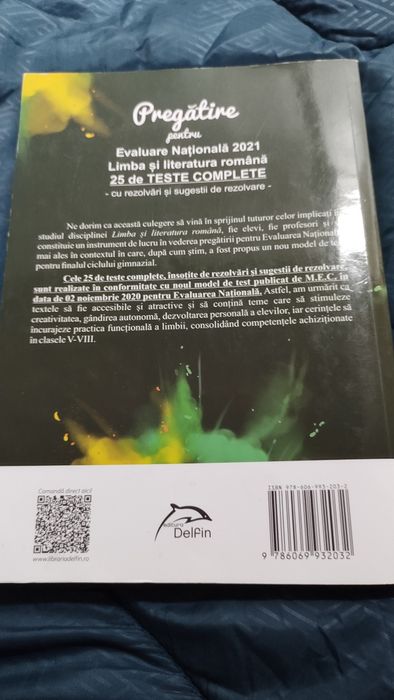 Pregătire
pentru
Evaluare Națională 2021
Limba și literatura română
25 de TESTE COMPLETE
- cu rezolvări și sugestii de rezolvare -
Ne dorim ca această culegere să vină în sprijinul tuturor celor implicați în
studiul disciplinei Limba și literatura română, fie elevi, fie profesori și
constituie un instrument de lucru în vederea pregătirii pentru Evaluarea Național
mai ales în contextul în care, după cum știm, a fost propus un nou model de te
pentru finalul ciclului gimnazial.
Cele 25 de teste complete, însoțite de rezolvări și sugestii de rezolvare,
sunt realizate în conformitate cu noul model de test publicat de M.E.C. în
data de 02 noiembrie 2020 pentru Evaluarea Națională. Astfel, am urmărit ca
textele să fie accesibile și atractive și să conțină teme care să stimuleze
creativitatea, gândirea autonomă, dezvoltarea personală a elevilor, iar cerințele să
încurajeze practica funcțională a limbii, consolidând competențele achiziționate
în clasele V-VIII.
Comandă direct aici!
www.librariadelfin.ro
editura
Delfin
ISBN 978-606-993-203-2
9 786069 932032